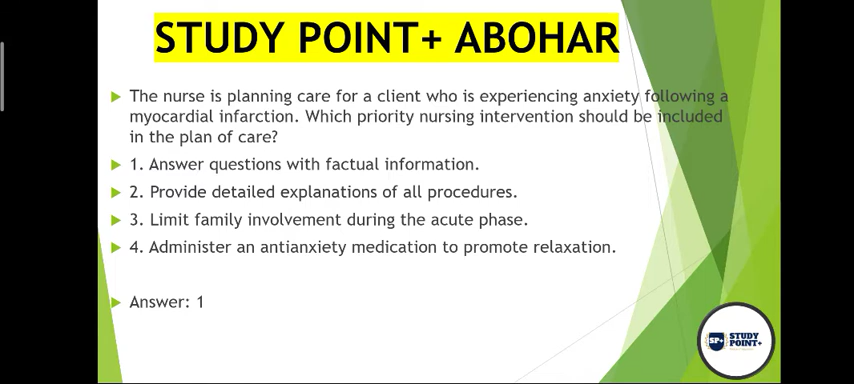 STUDY POINT+ ABOHAR
The nurse is planning care for a client who is experiencing anxiety following a
myocardial infarction. Which priority nursing intervention should be included
in the plan of care?
1. Answer questions with factual information.
2. Provide detailed explanations of all procedures.
3. Limit family involvement during the acute phase.
4. Administer an antianxiety medication to promote relaxation.
Answer: 1
SP+ STUDY
POINT+